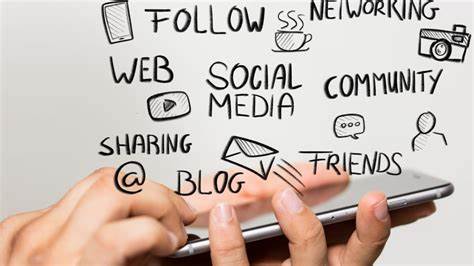 FOLLOW
NETWORKING
WEB
SOCIAL
MEDIA
COMMUNITY
SHARING
@
BLOG
FRIENDS